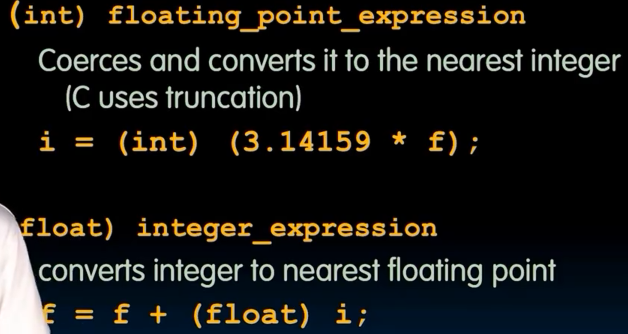 (int) floating_point_expression
Coerces and converts it to the nearest integer
(C uses truncation)
i = (int) (3.14159 * f);
float) integer_expression
converts integer to nearest floating point
f = f + (float) i;